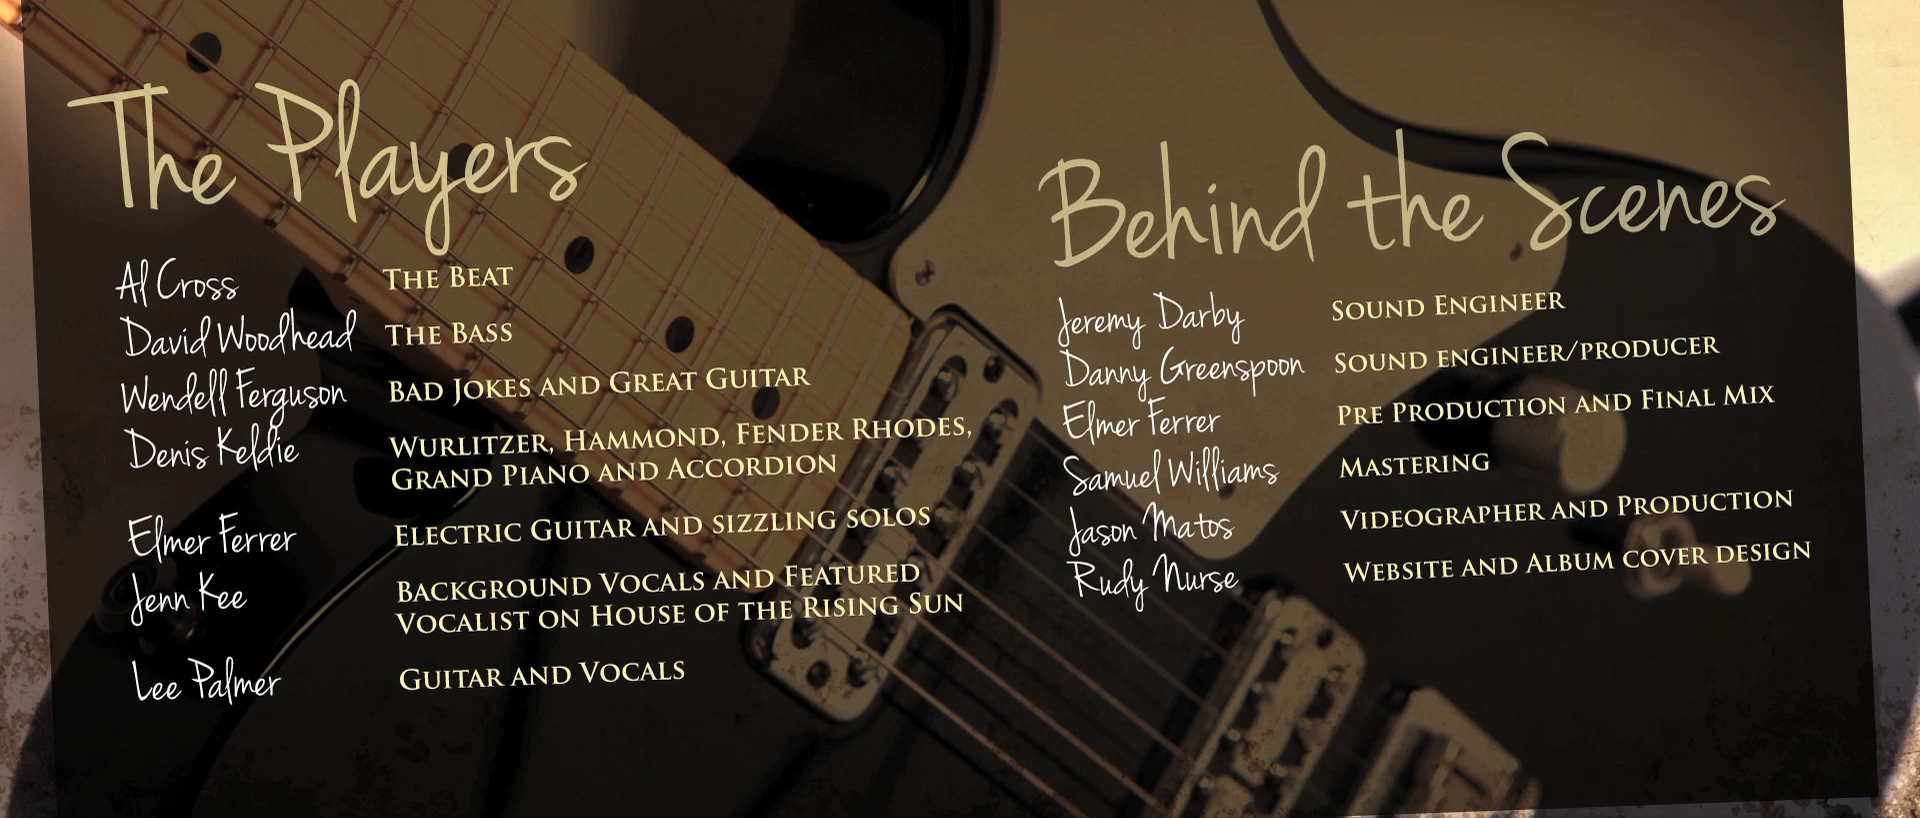 The Players
Al Cross THE BEAT
David Woodhead THE BASS
Wendell Ferguson BAD JOKES AND GREAT GUITAR
Denis Keldie WURLITZER, HAMMOND, FENDER RHODES,
GRAND PIANO AND ACCORDION
Elmer Ferrer ELECTRIC GUITAR AND SIZZLING SOLOS
Jenn Kee BACKGROUND VOCALS AND FEATURED
VOCALIST ON HOUSE OF THE RISING SUN
Lee Palmer GUITAR AND VOCALS
Behind the Scenes
Jeremy Darby SOUND ENGINEER
Danny Greenspoon SOUND ENGINEER/PRODUCER
Elmer Ferrer PRE PRODUCTION AND FINAL MIX
Samuel Williams MASTERING
Jason Matos VIDEOGRAPHER AND PRODUCTION
Rudy Nurse WEBSITE AND ALBUM COVER DESIGN